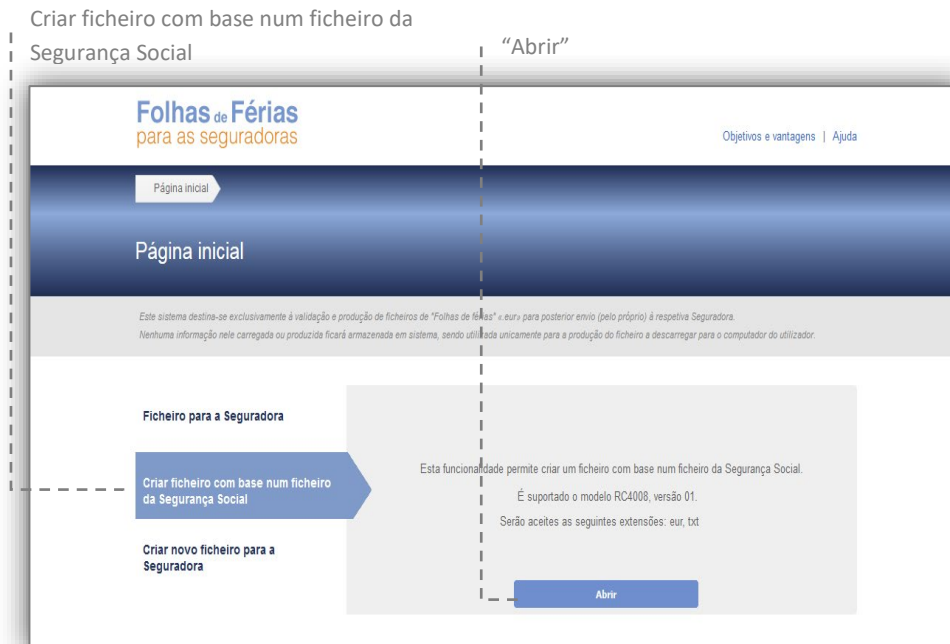 Criar ficheiro com base num ficheiro da
Segurança Social
“Abrir”
Folhas de Férias
para as seguradoras
Objetivos e vantagens | Ajuda
Página inicial
Página inicial
Este sistema destina-se exclusivamente à validação e produção de ficheiros de "Folhas de férias" «.eur» para posterior envio (pelo próprio) à respetiva Seguradora.
Nenhuma informação nele carregada ou produzida ficará armazenada em sistema, sendo utilizada unicamente para a produção do ficheiro a descarregar para o computador do utilizador.
Ficheiro para a Seguradora
Criar ficheiro com base num ficheiro
da Segurança Social
Criar novo ficheiro para a
Seguradora
Esta funcionalidade permite criar um ficheiro com base num ficheiro da Segurança Social.
É suportado o modelo RC4008, versão 01.
Serão aceites as seguintes extensões: eur, txt
Abrir